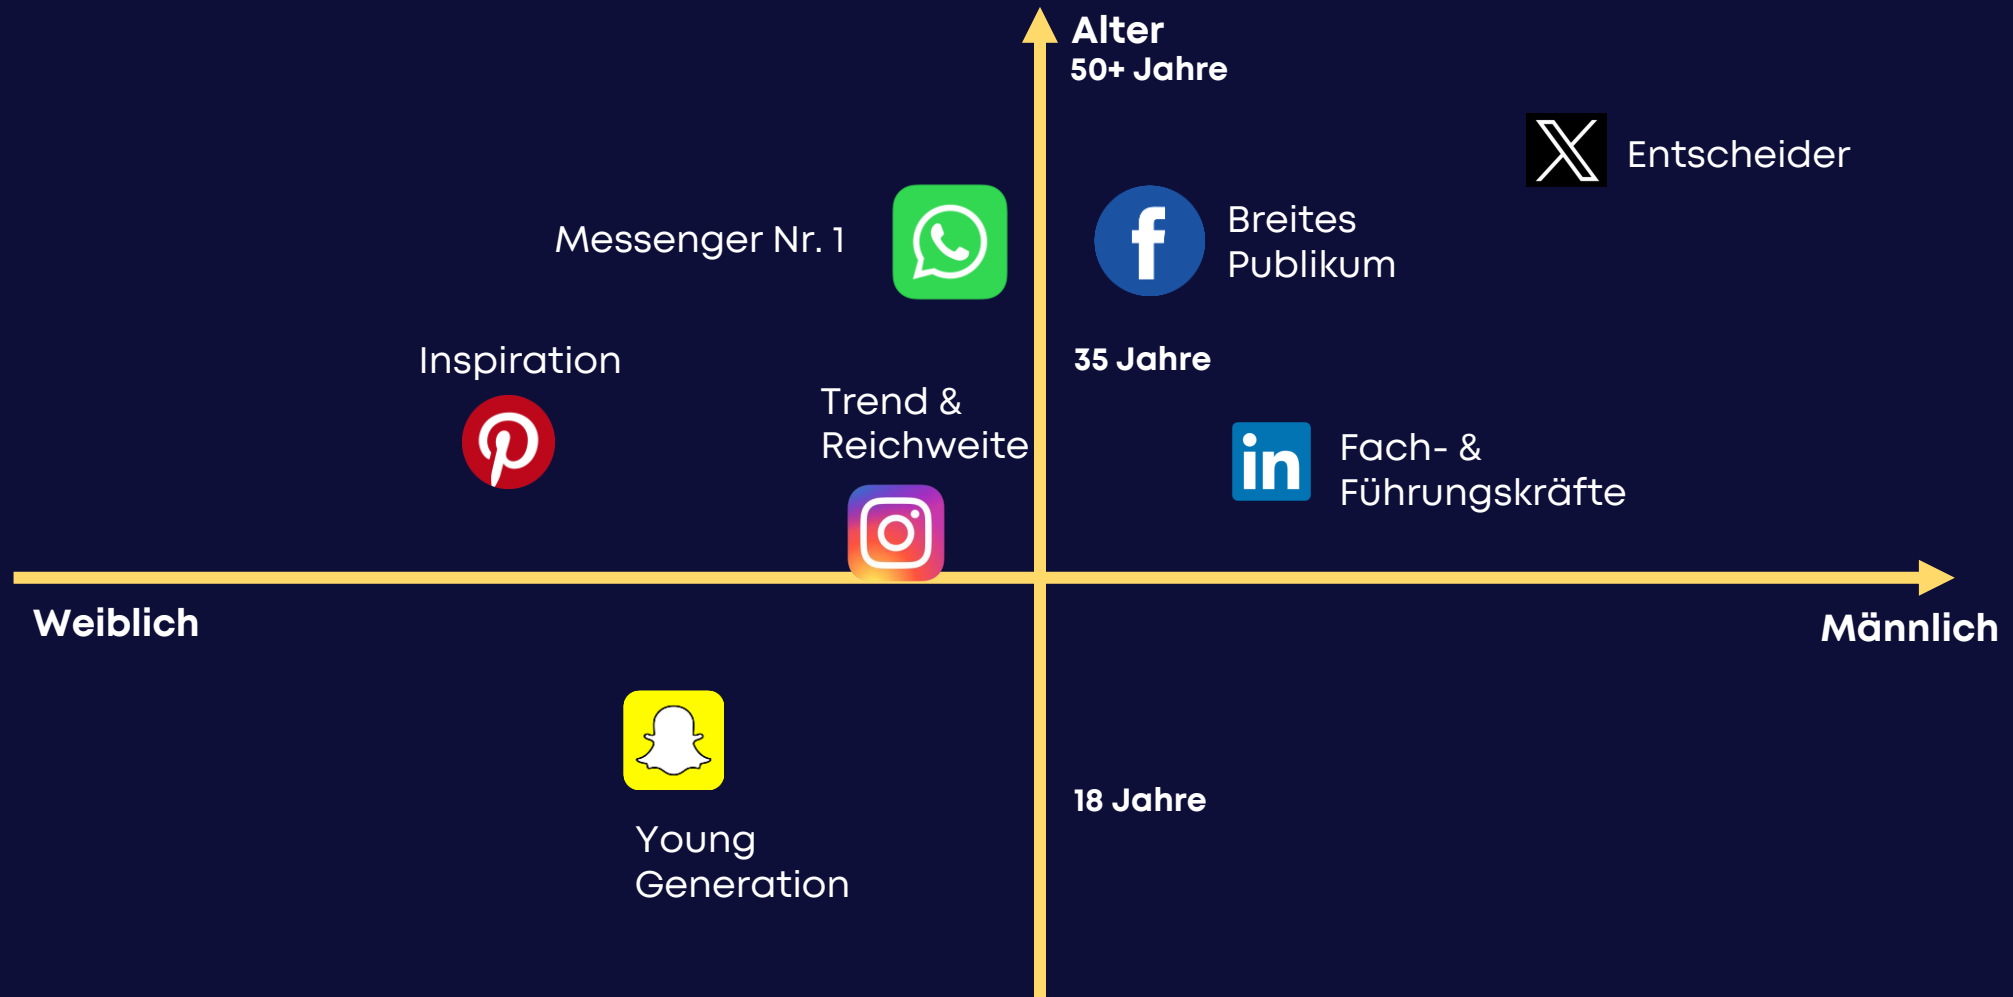 Alter
50+ Jahre
Entscheider
Messenger Nr. 1
Breites
Publikum
Inspiration
35 Jahre
Trend &
Reichweite
in
Fach- &
Führungskräfte
Weiblich
Männlich
18 Jahre
Young
Generation